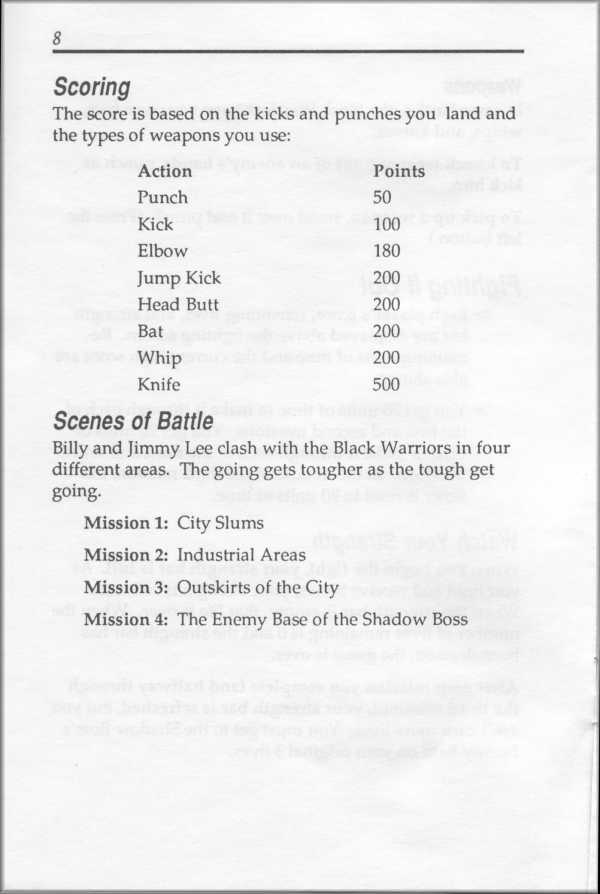 8
Scoring
The score is based on the kicks and punches you land and
the types of weapons you use:
Action Points
Punch 50
Kick 100
Elbow 180
Jump Kick 200
Head Butt 200
Bat 200
Whip 200
Knife 500
Scenes of Battle
Billy and Jimmy Lee clash with the Black Warriors in four
different areas. The going gets tougher as the tough get
going.
Mission 1: City Slums
Mission 2: Industrial Areas
Mission 3: Outskirts of the City
Mission 4: The Enemy Base of the Shadow Boss